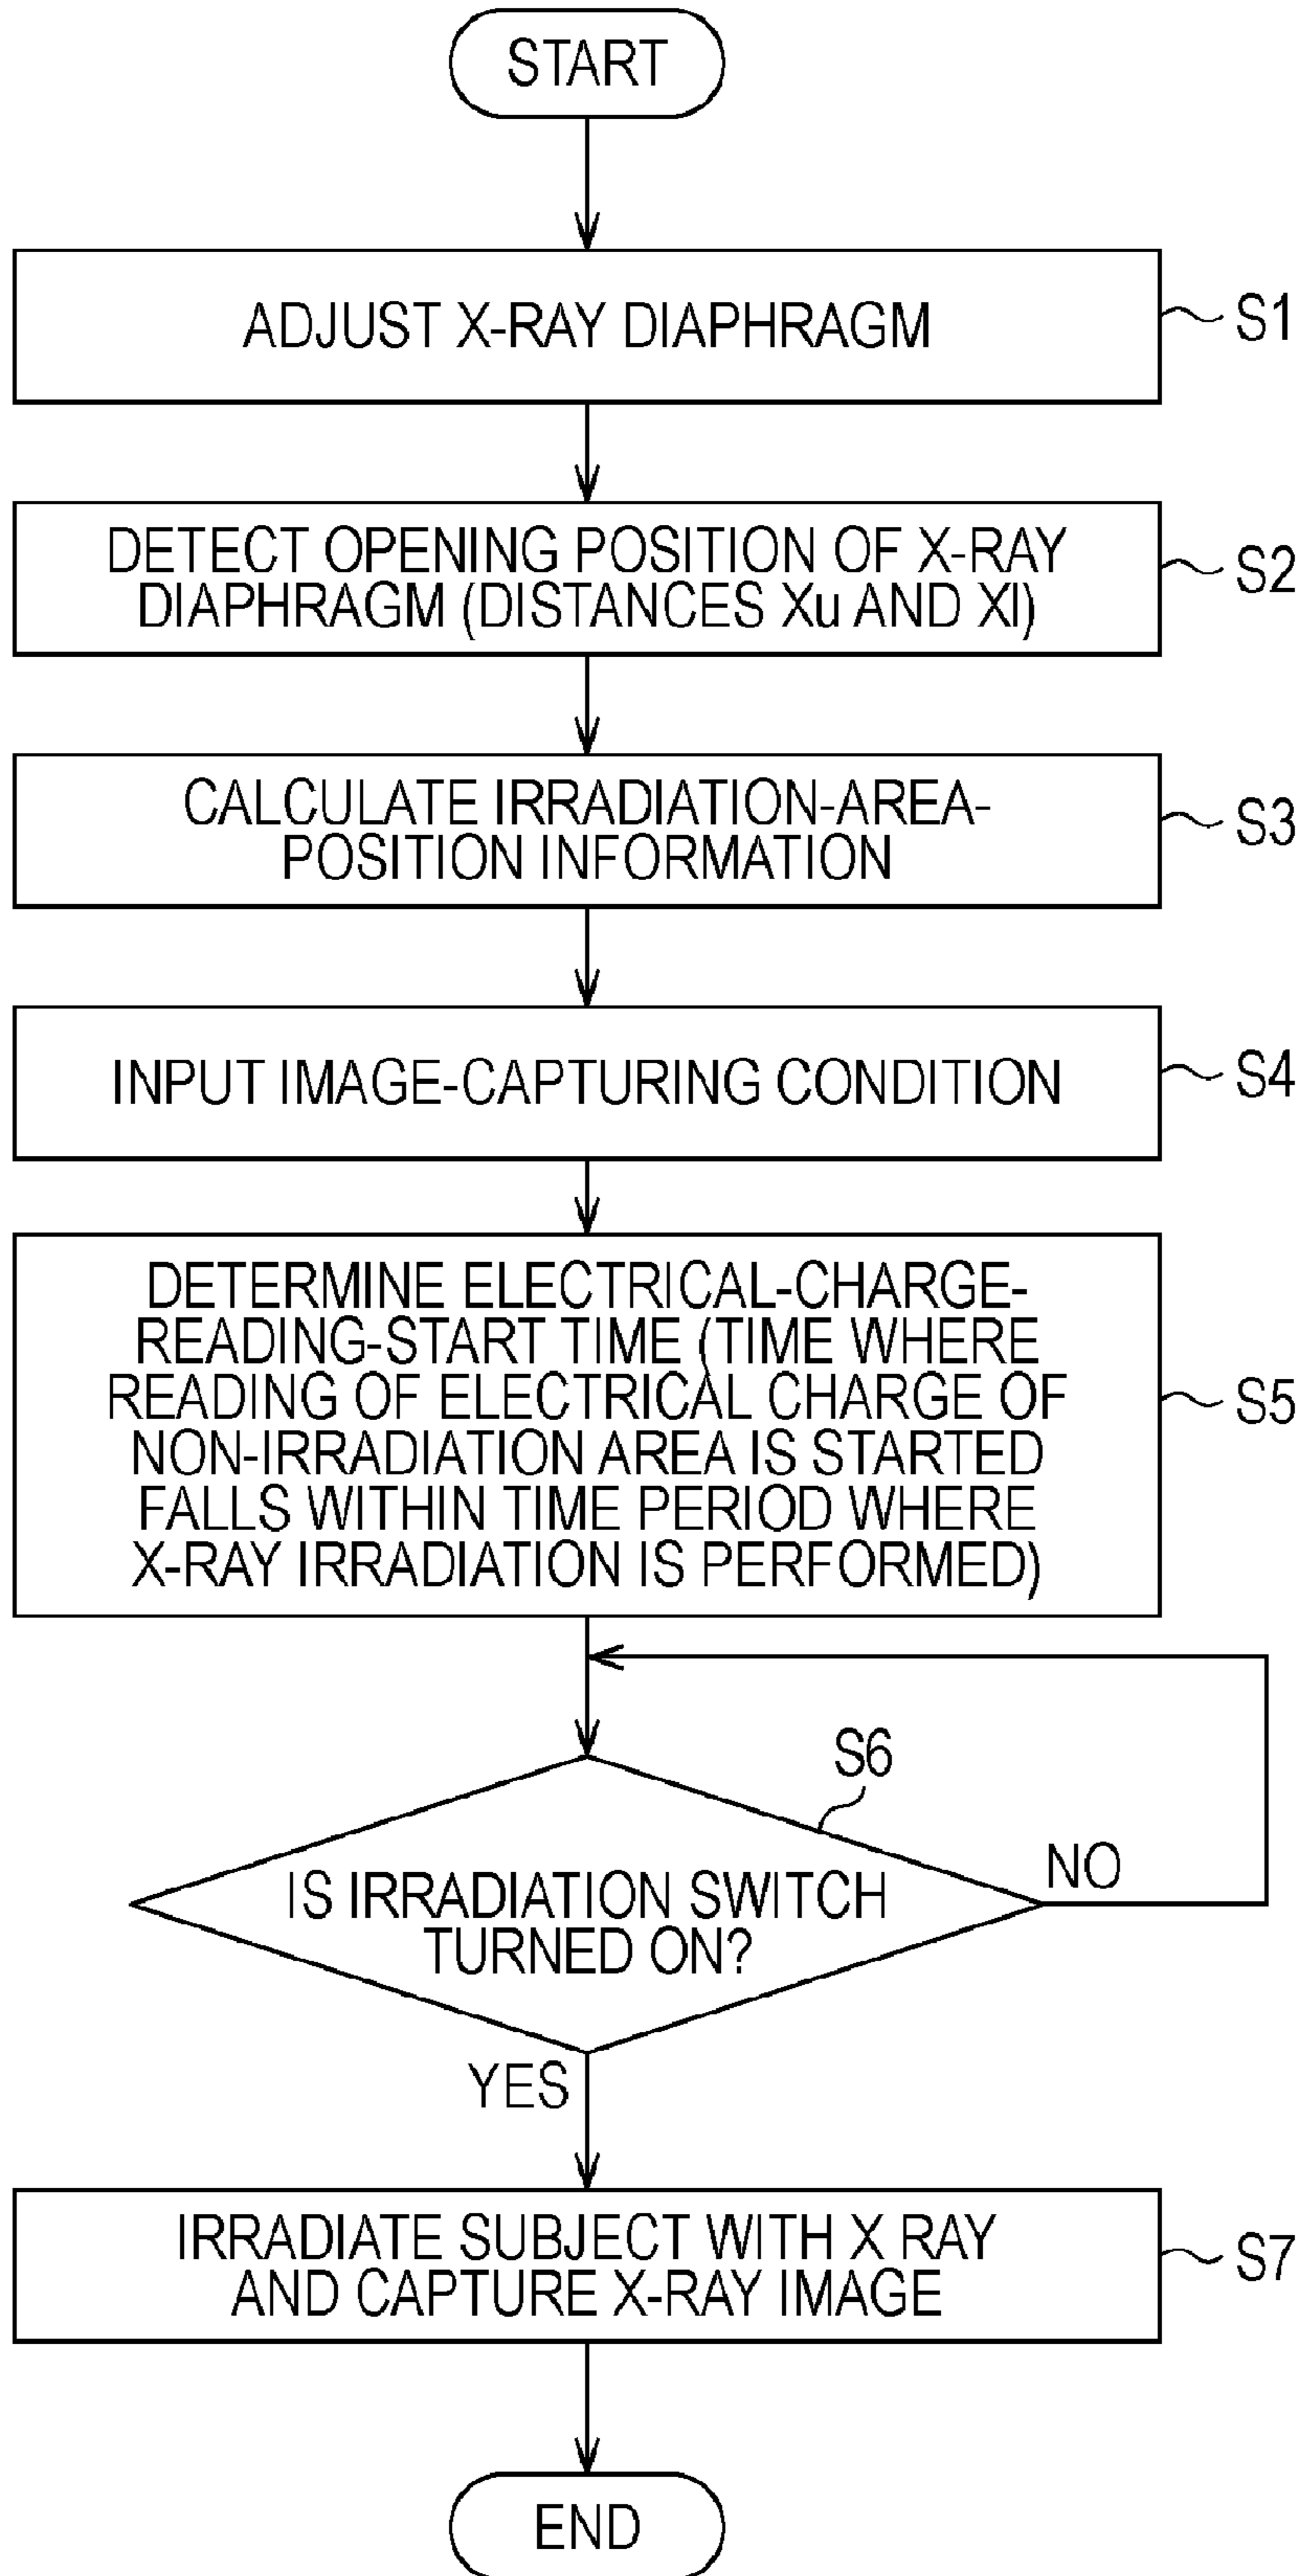 START
ADJUST X-RAY DIAPHRAGM
S1
DETECT OPENING POSITION OF X-RAY
DIAPHRAGM (DISTANCES Xu AND Xl)
S2
CALCULATE IRRADIATION-AREA-
POSITION INFORMATION
S3
INPUT IMAGE-CAPTURING CONDITION
S4
DETERMINE ELECTRICAL-CHARGE-
READING-START TIME (TIME WHERE
READING OF ELECTRICAL CHARGE OF
NON-IRRADIATION AREA IS STARTED
FALLS WITHIN TIME PERIOD WHERE
X-RAY IRRADIATION IS PERFORMED)
S5
S6
IS IRRADIATION SWITCH
TURNED ON?
NO
YES
IRRADIATE SUBJECT WITH X RAY
AND CAPTURE X-RAY IMAGE
S7
END